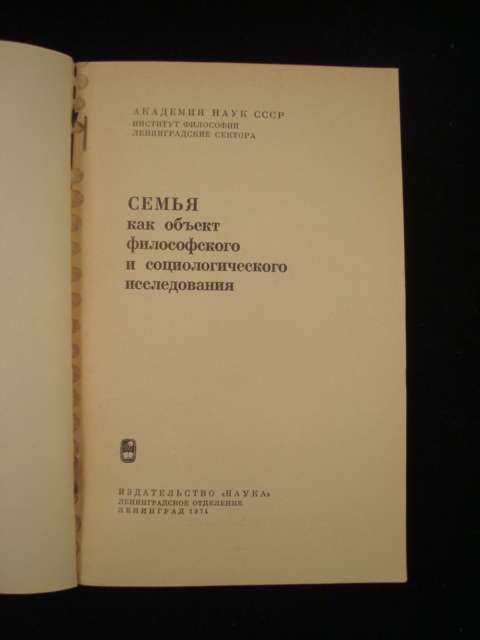 АКАДЕМИЯ НАУК СССР
ИНСТИТУТ ФИЛОСОФИИ
ЛЕНИНГРАДСКИЕ СЕКТОРА
СЕМЬЯ
как объект
философского
и социологического
исследования
ИЗДАТЕЛЬСТВО «НАУКА»
ЛЕНИНГРАДСКОЕ ОТДЕЛЕНИЕ
ЛЕНИНГРАД 1974